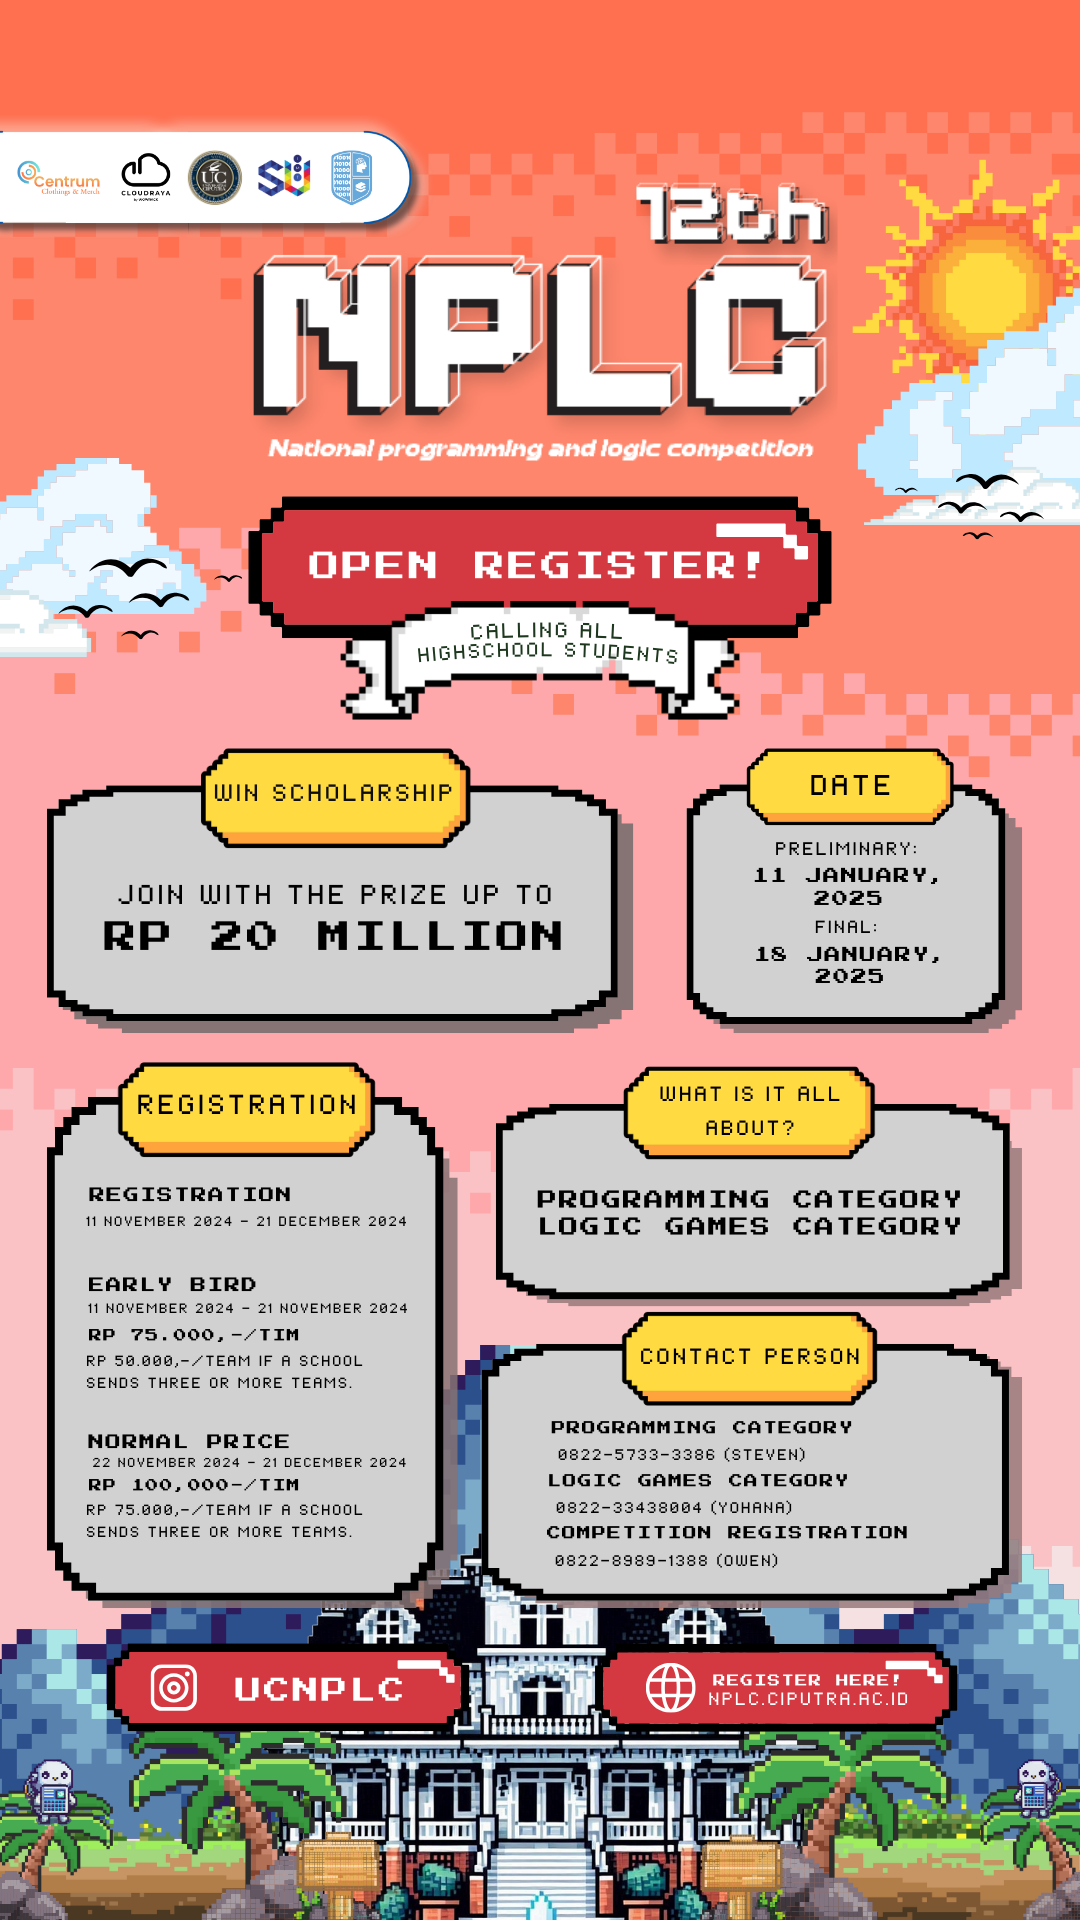 Centrum
Clothings & Merch
CLOUDRAYA
UC
SU
12th
NPLC
National programming and logic competition
OPEN REGISTER!
CALLING ALL
HIGHSCHOOL STUDENTS
WIN SCHOLARSHIP
JOIN WITH THE PRIZE UP TO
RP 20 MILLION
DATE
PRELIMINARY:
11 JANUARY,
2025
FINAL:
18 JANUARY,
2025
REGISTRATION
REGISTRATION
11 NOVEMBER 2024 - 21 DECEMBER 2024
EARLY BIRD
11 NOVEMBER 2024 - 21 NOVEMBER 2024
RP 75.000,-/TIM
RP 50.000,-/TEAM IF A SCHOOL
SENDS THREE OR MORE TEAMS.
NORMAL PRICE
22 NOVEMBER 2024 - 21 DECEMBER 2024
RP 100,000-/TIM
RP 75.000,-/TEAM IF A SCHOOL
SENDS THREE OR MORE TEAMS.
WHAT IS IT ALL
ABOUT?
PROGRAMMING CATEGORY
LOGIC GAMES CATEGORY
CONTACT PERSON
PROGRAMMING CATEGORY
0822-5733-3386 (STEVEN)
LOGIC GAMES CATEGORY
0822-33438004 (YOHANA)
COMPETITION REGISTRATION
0822-8989-1388 (OWEN)
UCNPLC
REGISTER HERE!
NPLC.CIPUTRA.AC.ID